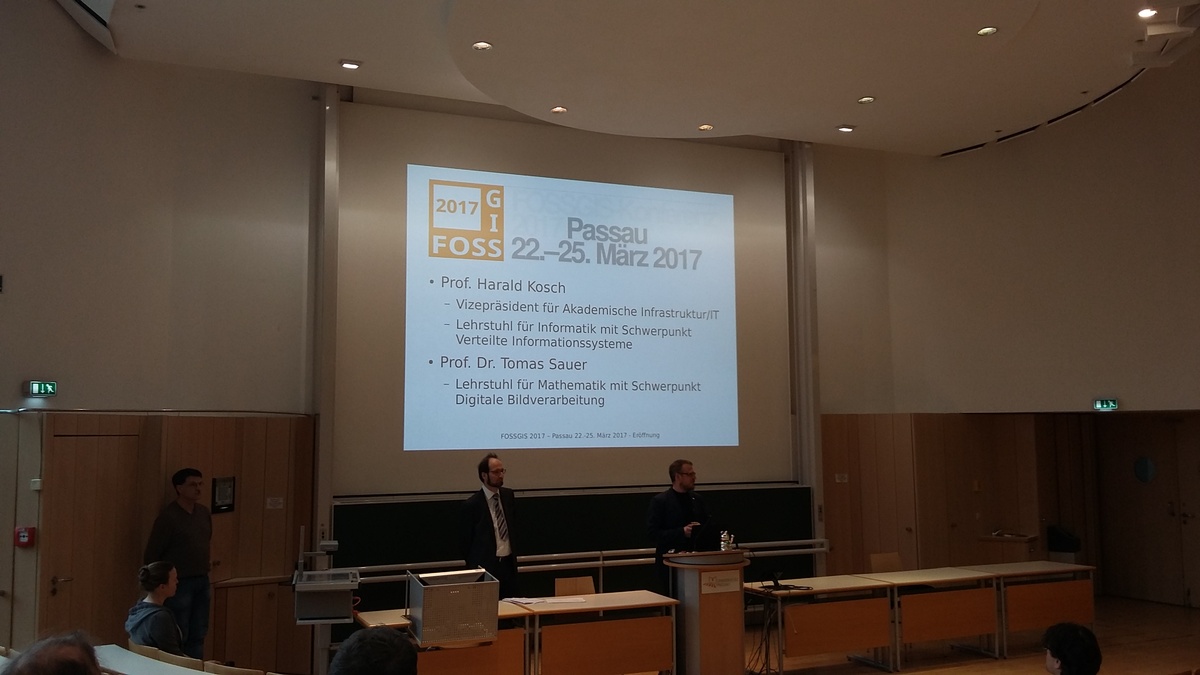 2017
G
I
FOSS
Passau
22.–25. März 2017
• Prof. Harald Kosch
– Vizepräsident für Akademische Infrastruktur/IT
– Lehrstuhl für Informatik mit Schwerpunkt
Verteilte Informationssysteme
• Prof. Dr. Tomas Sauer
– Lehrstuhl für Mathematik mit Schwerpunkt
Digitale Bildverarbeitung
FOSSGIS 2017 – Passau 22.-25. März 2017 - Eröffnung